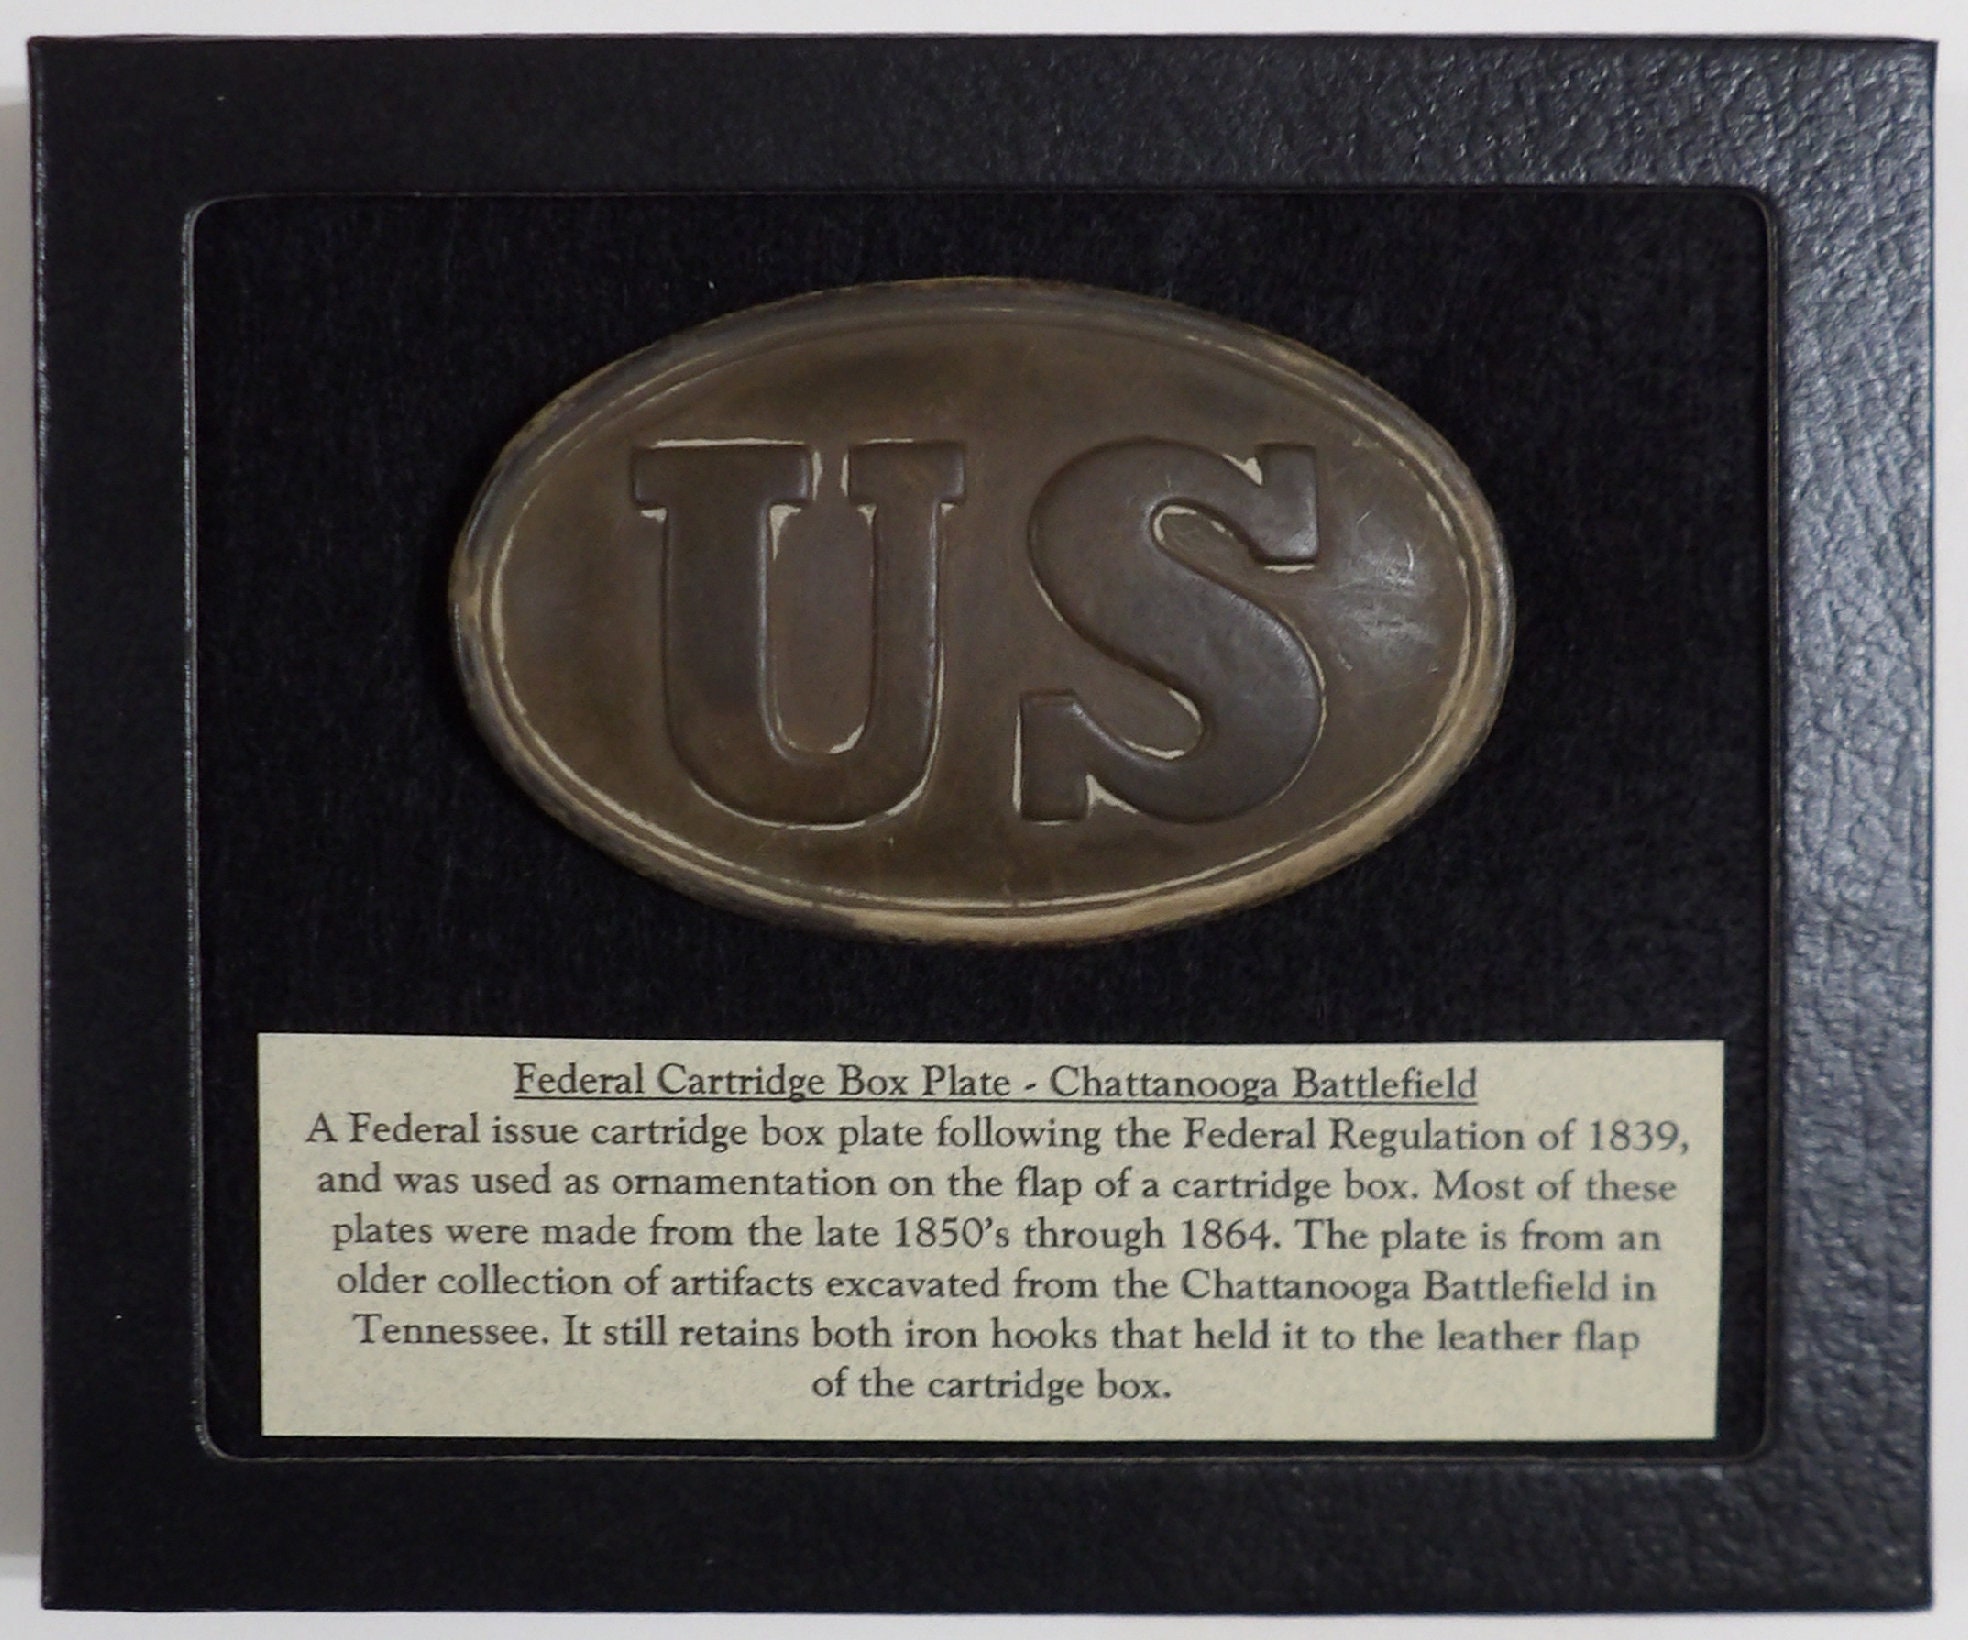 US
Federal Cartridge Box Plate - Chattanooga Battlefield
A Federal issue cartridge box plate following the Federal Regulation of 1839,
and was used as ornamentation on the flap of a cartridge box. Most of these
plates were made from the late 1850's through 1864. The plate is from an
older collection of artifacts excavated from the Chattanooga Battlefield in
Tennessee. It still retains both iron hooks that held it to the leather flap
of the cartridge box.